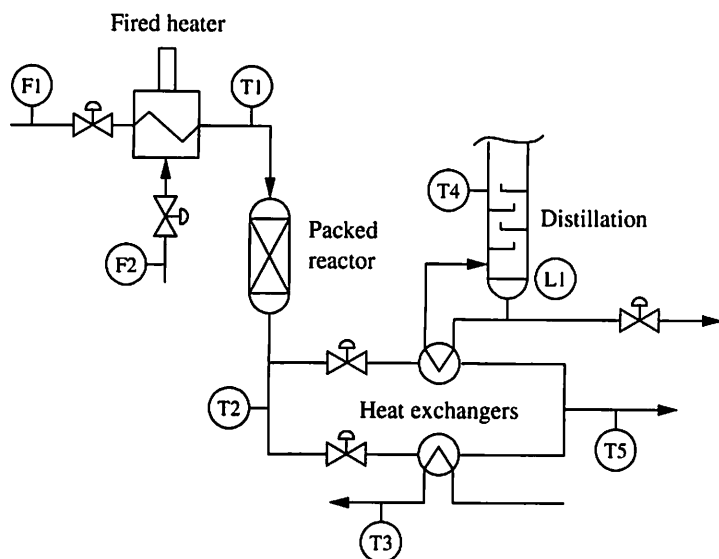 Fired heater
F1
T1
T4
Distillation
Packed
reactor
F2
L1
T2
Heat exchangers
T5
T3